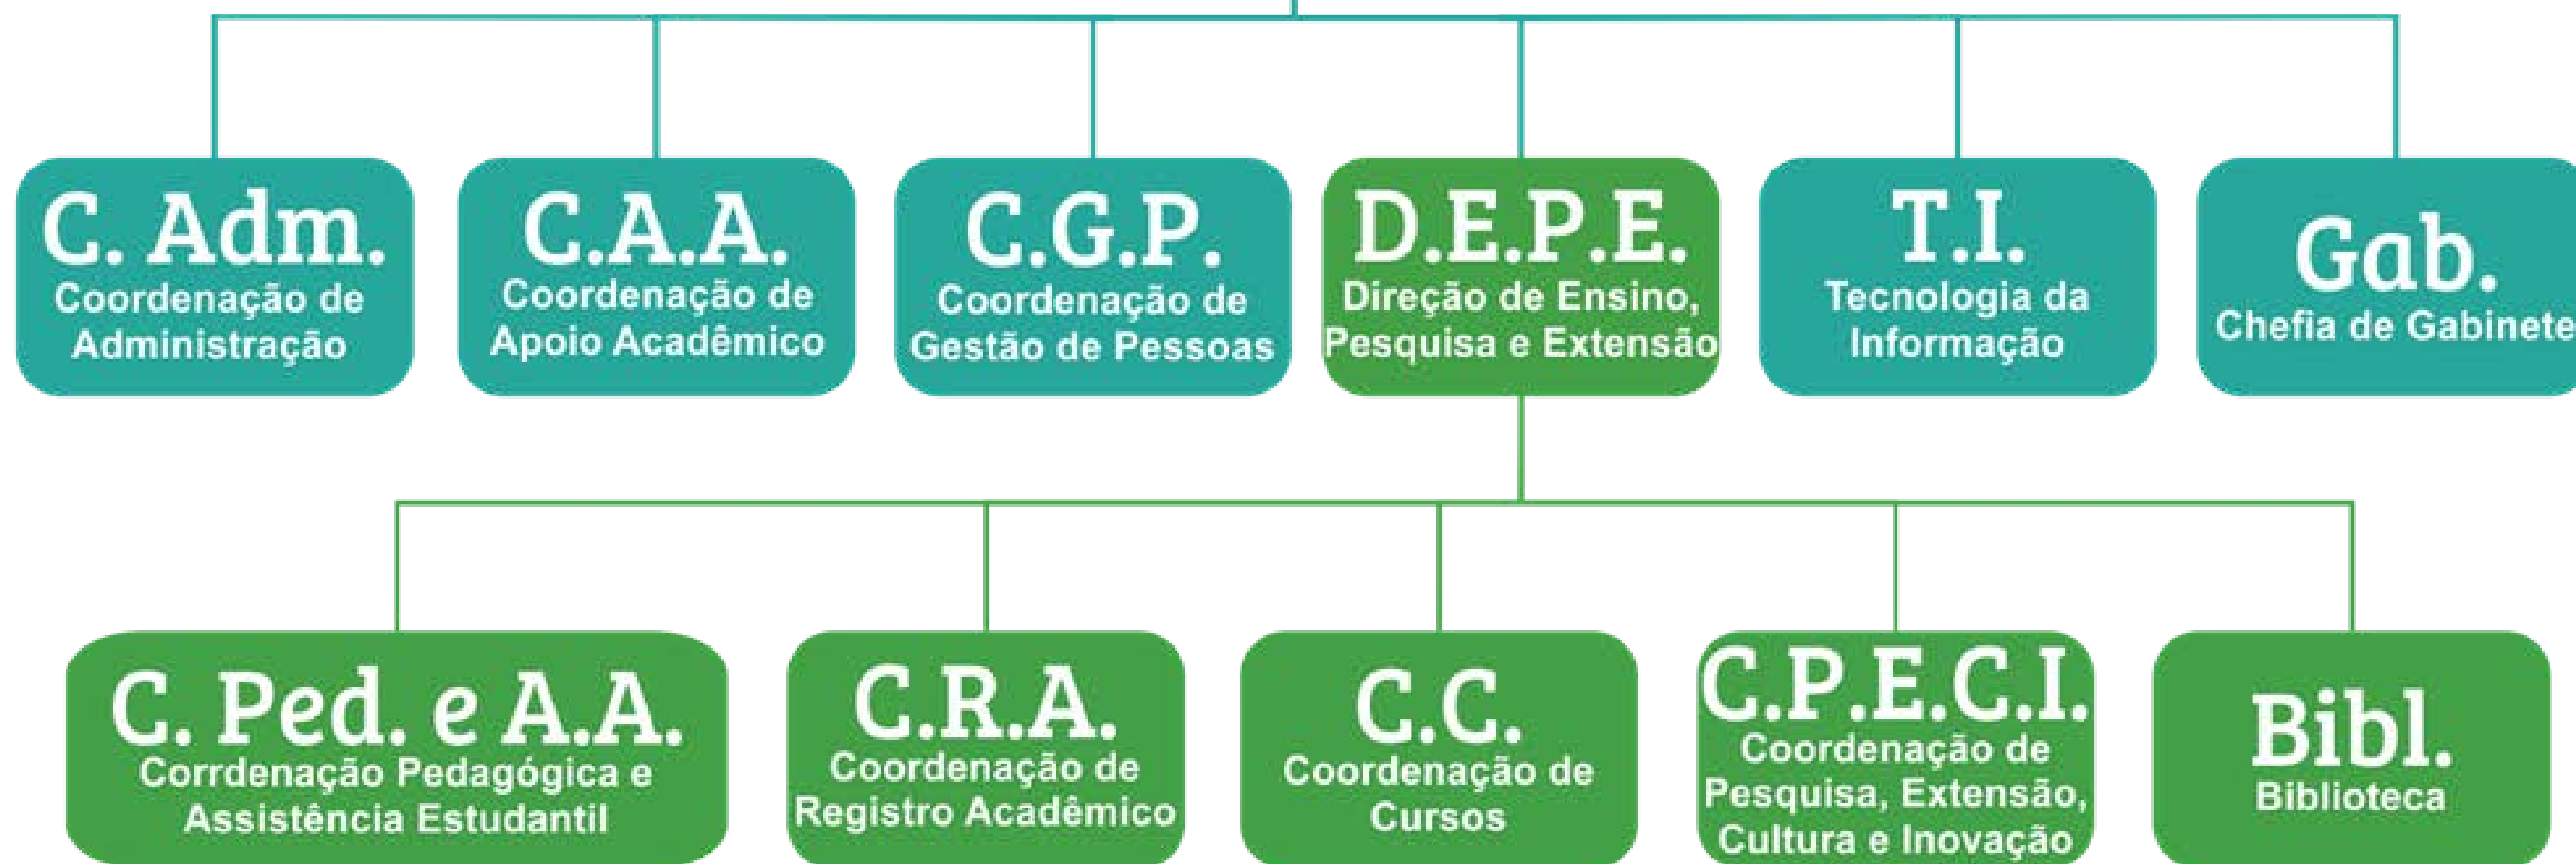 C. Adm.
Coordenação de
Administração
C.A.A.
Coordenação de
Apoio Acadêmico
C.G.P.
Coordenação de
Gestão de Pessoas
D.E.P.E.
Direção de Ensino,
Pesquisa e Extensão
T.I.
Tecnologia da
Informação
Gab.
Chefia de Gabinete
C. Ped. e A.A.
Corrdenação Pedagógica e
Assistência Estudantil
C.R.A.
Coordenação de
Registro Acadêmico
C.C.
Coordenação de
Cursos
C.P.E.C.I.
Coordenação de
Pesquisa, Extensão,
Cultura e Inovação
Bibl.
Biblioteca